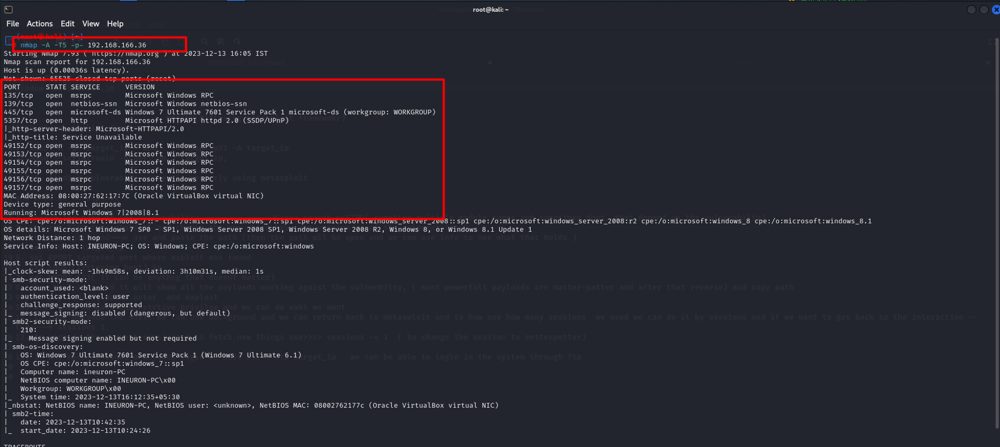 root@kali: ~
File Actions Edit View Help
(root㉿kali)-[~]
nmap -A -T5 -p- 192.168.166.36
Starting Nmap 7.93 ( https://nmap.org ) at 2023-12-13 16:05 IST
Nmap scan report for 192.168.166.36
Host is up (0.00036s latency).
Not shown: 65525 closed tcp ports (reset)
PORT      STATE SERVICE      VERSION
135/tcp   open  msrpc        Microsoft Windows RPC
139/tcp   open  netbios-ssn  Microsoft Windows netbios-ssn
445/tcp   open  microsoft-ds Windows 7 Ultimate 7601 Service Pack 1 microsoft-ds (workgroup: WORKGROUP)
5357/tcp  open  http         Microsoft HTTPAPI httpd 2.0 (SSDP/UPnP)
|_http-server-header: Microsoft-HTTPAPI/2.0
|_http-title: Service Unavailable
49152/tcp open  msrpc        Microsoft Windows RPC
49153/tcp open  msrpc        Microsoft Windows RPC
49154/tcp open  msrpc        Microsoft Windows RPC
49155/tcp open  msrpc        Microsoft Windows RPC
49156/tcp open  msrpc        Microsoft Windows RPC
49157/tcp open  msrpc        Microsoft Windows RPC
MAC Address: 08:00:27:62:17:7C (Oracle VirtualBox virtual NIC)
Device type: general purpose
Running: Microsoft Windows 7|2008|8.1
OS CPE: cpe:/o:microsoft:windows_7::- cpe:/o:microsoft:windows_7::sp1 cpe:/o:microsoft:windows_server_2008::sp1 cpe:/o:microsoft:windows_server_2008:r2 cpe:/o:microsoft:windows_8 cpe:/o:microsoft:windows_8.1
OS details: Microsoft Windows 7 SP0 - SP1, Windows Server 2008 SP1, Windows Server 2008 R2, Windows 8, or Windows 8.1 Update 1
Network Distance: 1 hop
Service Info: Host: INEURON-PC; OS: Windows; CPE: cpe:/o:microsoft:windows
Host script results:
|_clock-skew: mean: -1h49m58s, deviation: 3h10m31s, median: 1s
| smb-security-mode:
|   account_used: <blank>
|   authentication_level: user
|   challenge_response: supported
|_  message_signing: disabled (dangerous, but default)
| smb2-security-mode:
|   210:
|_    Message signing enabled but not required
| smb-os-discovery:
|   OS: Windows 7 Ultimate 7601 Service Pack 1 (Windows 7 Ultimate 6.1)
|   OS CPE: cpe:/o:microsoft:windows_7::sp1
|   Computer name: ineuron-PC
|   NetBIOS computer name: INEURON-PC\x00
|   Workgroup: WORKGROUP\x00
|_  System time: 2023-12-13T16:12:35+05:30
|_nbstat: NetBIOS name: INEURON-PC, NetBIOS user: <unknown>, NetBIOS MAC: 08002762177c (Oracle VirtualBox virtual NIC)
| smb2-time:
|   date: 2023-12-13T10:42:35
|_  start_date: 2023-12-13T10:24:26
TRACEROUTE